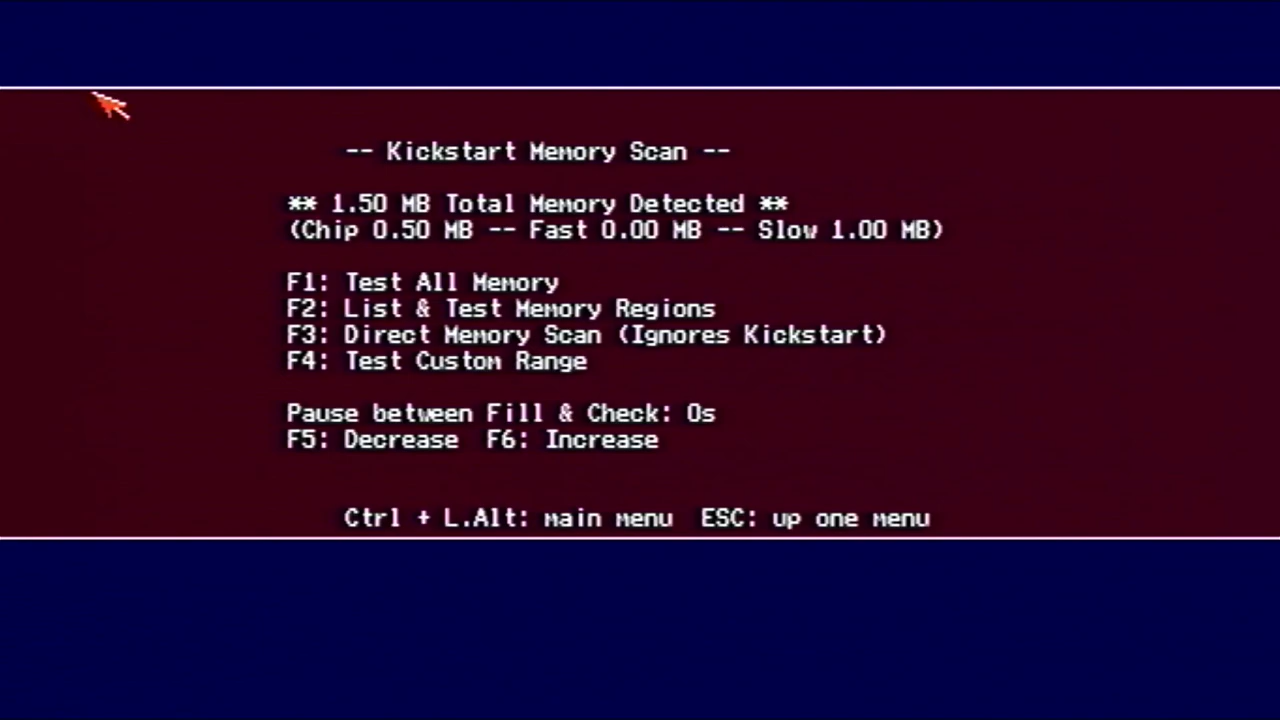 -- Kickstart Memory Scan --
** 1.50 MB Total Memory Detected **
(Chip 0.50 MB -- Fast 0.00 MB -- Slow 1.00 MB)
F1: Test All Memory
F2: List & Test Memory Regions
F3: Direct Memory Scan (Ignores Kickstart)
F4: Test Custom Range
Pause between Fill & Check: 0s
F5: Decrease  F6: Increase
Ctrl + L.Alt: main menu  ESC: up one menu